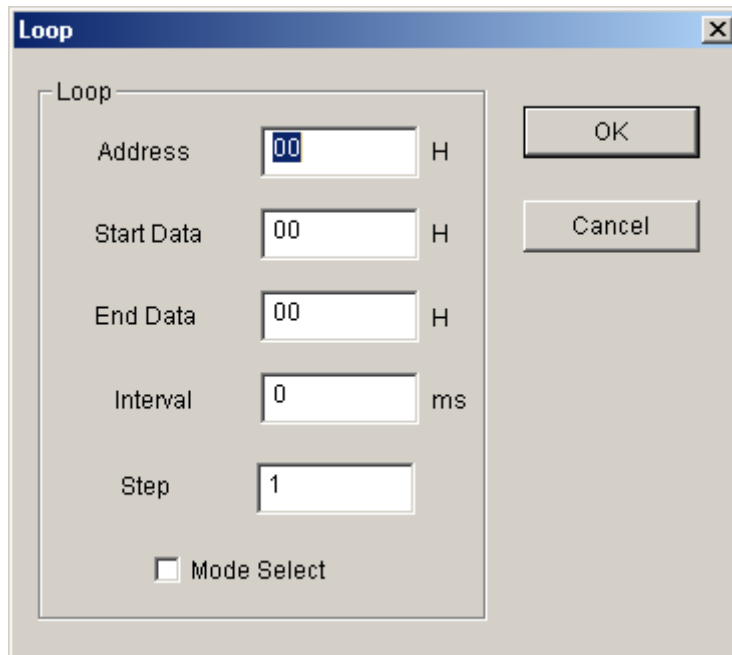 Loop
Loop
Address 00 H
Start Data 00 H
End Data 00 H
Interval 0 ms
Step 1
Mode Select
OK
Cancel